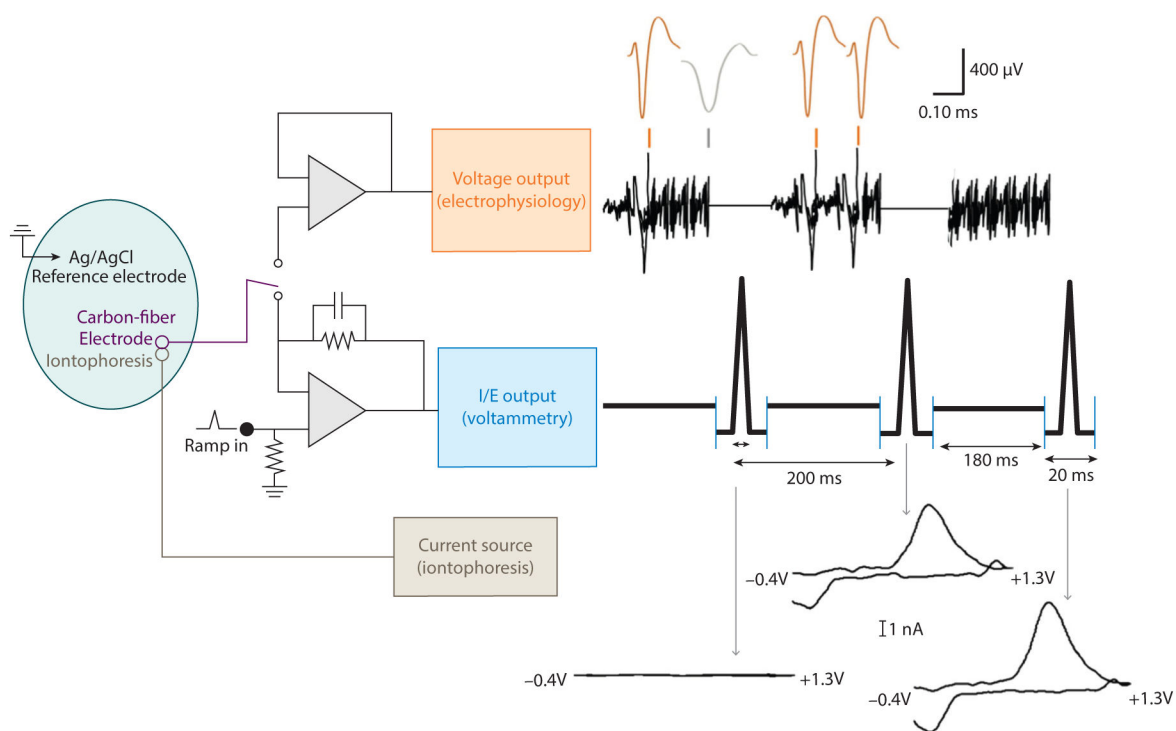 400 µV
0.10 ms
Voltage output
(electrophysiology)
Ag/AgCl
Reference electrode
Carbon-fiber
Electrode
Iontophoresis
I/E output
(voltammetry)
Ramp in
200 ms
180 ms
20 ms
Current source
(iontophoresis)
–0.4V
+1.3V
1 nA
–0.4V
+1.3V
–0.4V
+1.3V